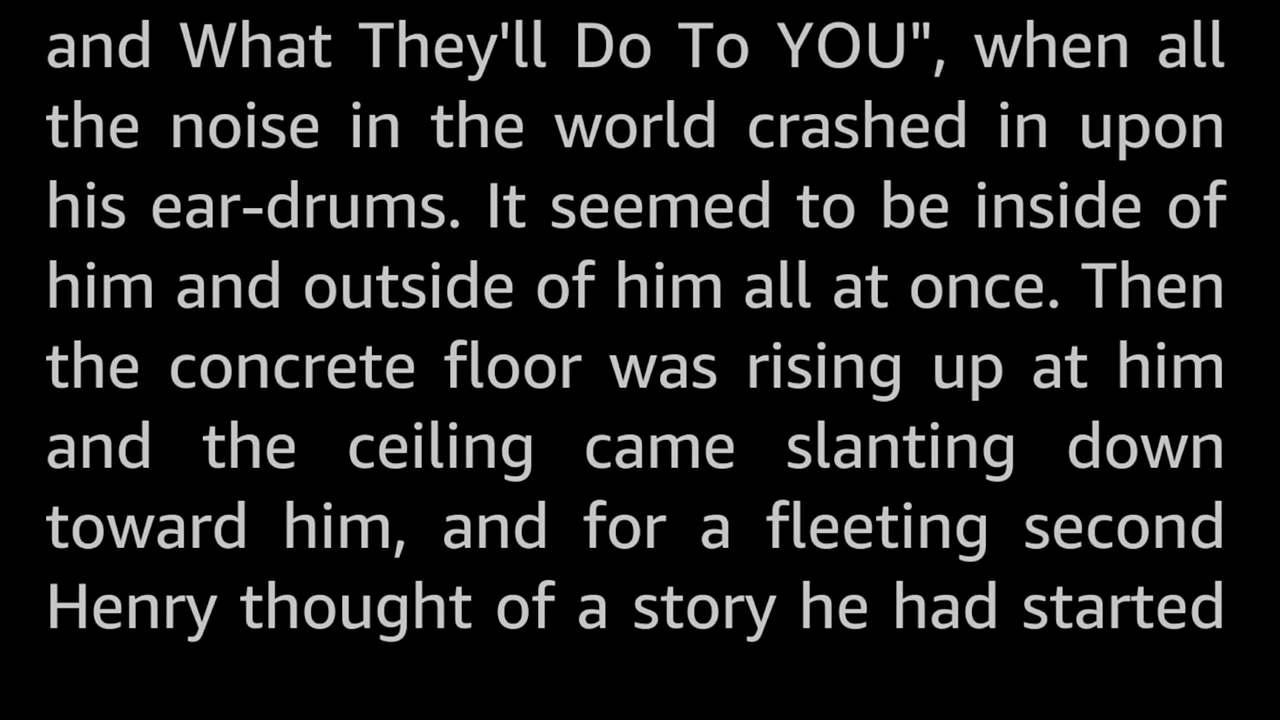 and What They'll Do To YOU", when all
the noise in the world crashed in upon
his ear-drums. It seemed to be inside of
him and outside of him all at once. Then
the concrete floor was rising up at him
and the ceiling came slanting down
toward him, and for a fleeting second
Henry thought of a story he had started